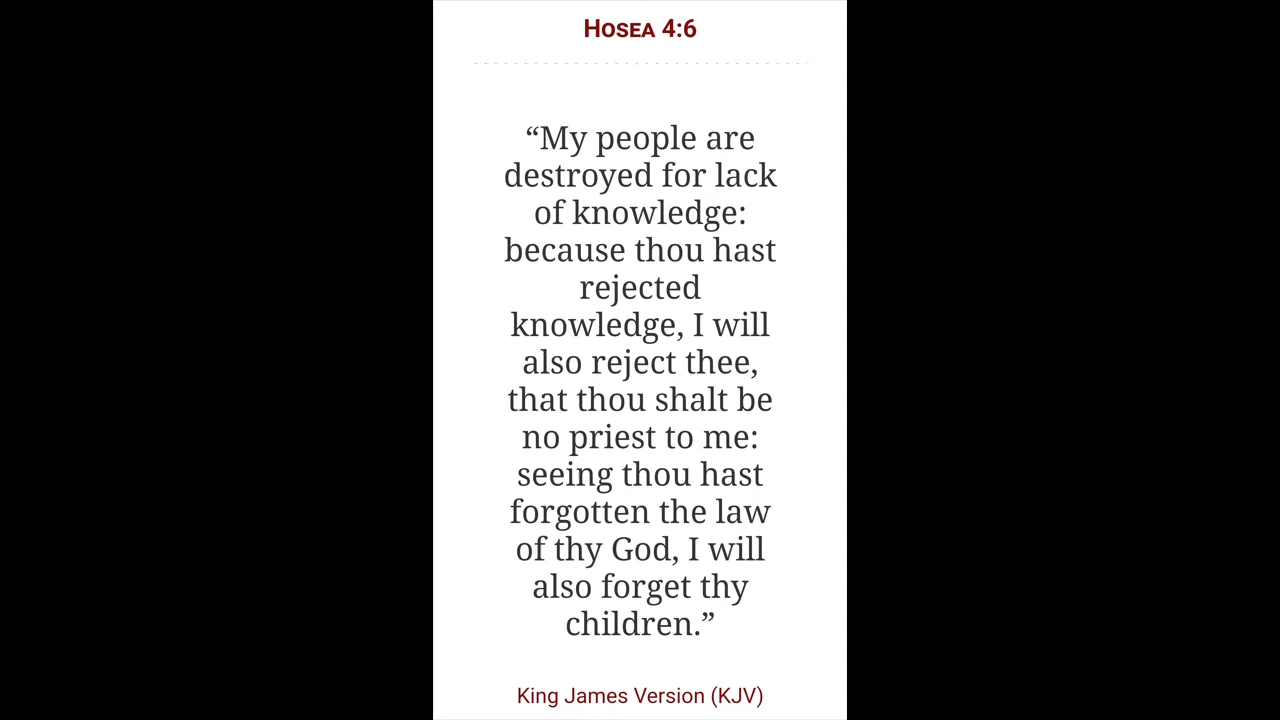 Hosea 4:6
“My people are
destroyed for lack
of knowledge:
because thou hast
rejected
knowledge, I will
also reject thee,
that thou shalt be
no priest to me:
seeing thou hast
forgotten the law
of thy God, I will
also forget thy
children.”
King James Version (KJV)